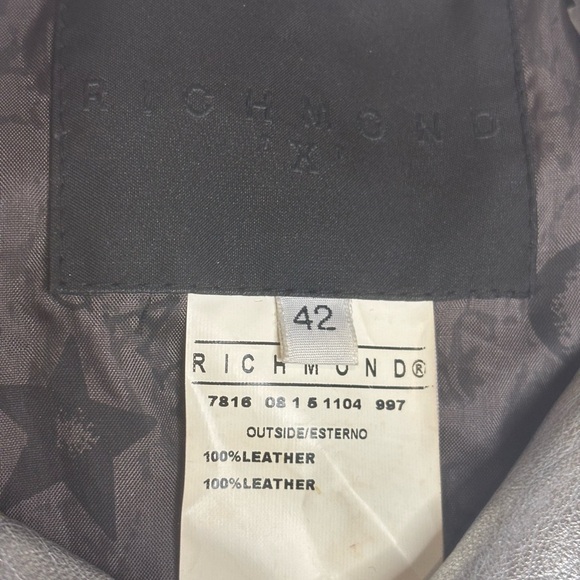 RICHMOND
"X"
42
RICHMOND®
7816 08 1 5 1104 997
OUTSIDE/ESTERNO
100%LEATHER
100%LEATHER